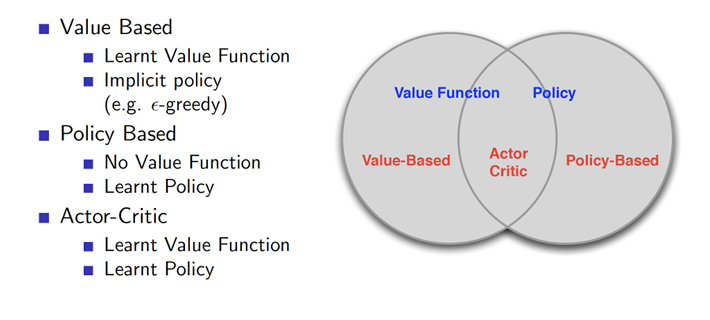 Value Based
Learnt Value Function
Implicit policy
(e.g. ϵ-greedy)
Policy Based
No Value Function
Learnt Policy
Actor-Critic
Learnt Value Function
Learnt Policy
Value Function
Policy
Value-Based
Actor
Critic
Policy-Based